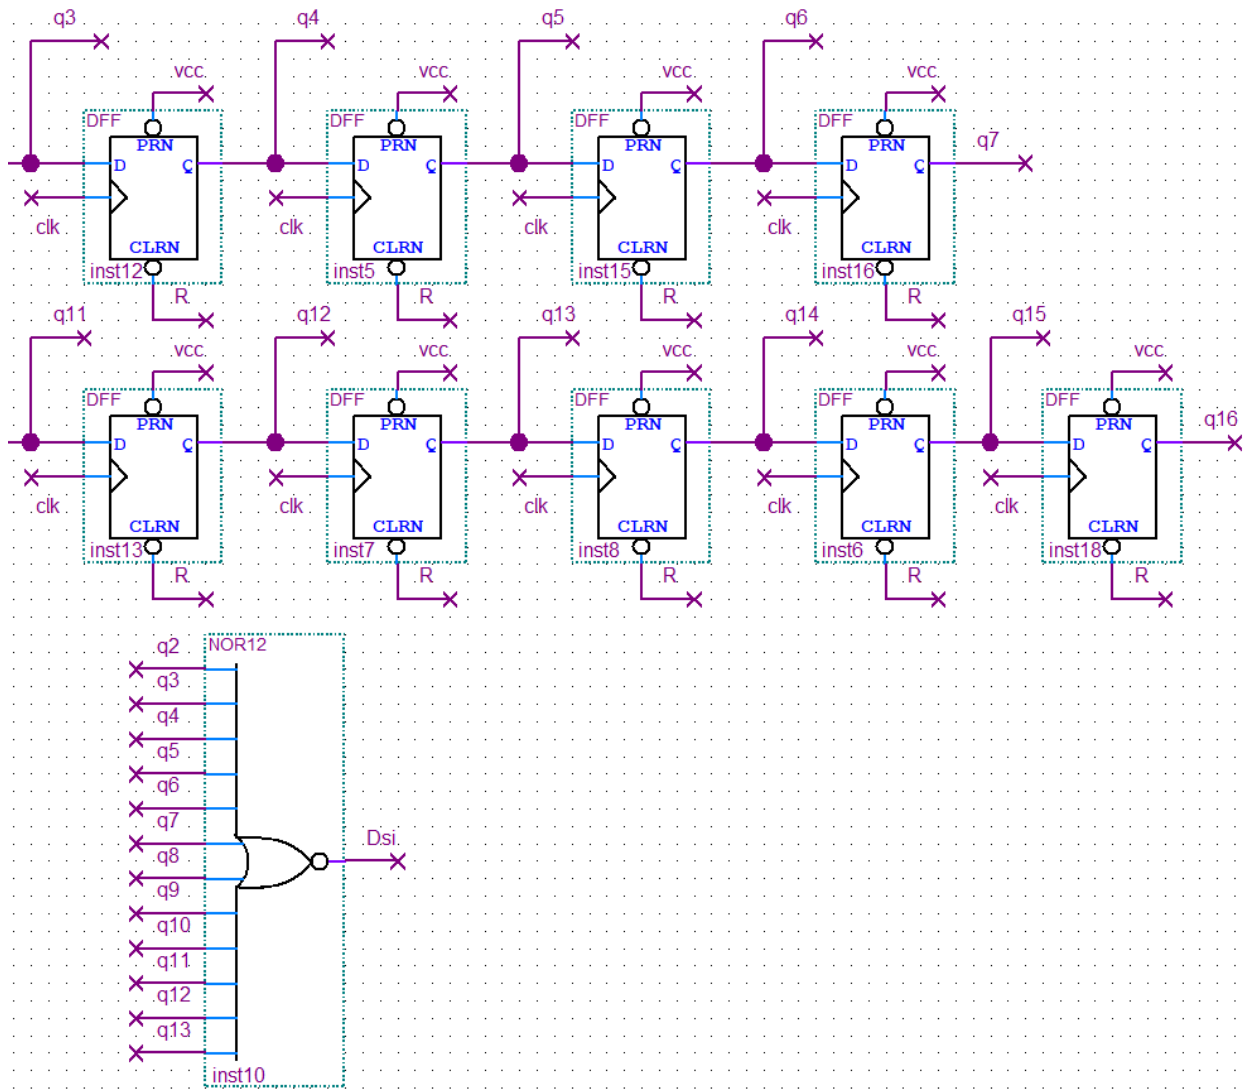 q3 q4 q5 q6
vcc vcc vcc vcc
DFF DFF DFF DFF
PRN PRN PRN PRN
D Q D Q D Q D Q q7
clk clk clk clk
CLRN CLRN CLRN CLRN
inst12 inst5 inst15 inst16
R R R R
q11 q12 q13 q14 q15
vcc vcc vcc vcc vcc
DFF DFF DFF DFF DFF
PRN PRN PRN PRN PRN
D Q D Q D Q D Q D Q q16
clk clk clk clk clk
CLRN CLRN CLRN CLRN CLRN
inst13 inst7 inst8 inst6 inst18
R R R R R
q2 NOR12
q3
q4
q5
q6
q7
Dsi
q8
q9
q10
q11
q12
q13
inst10